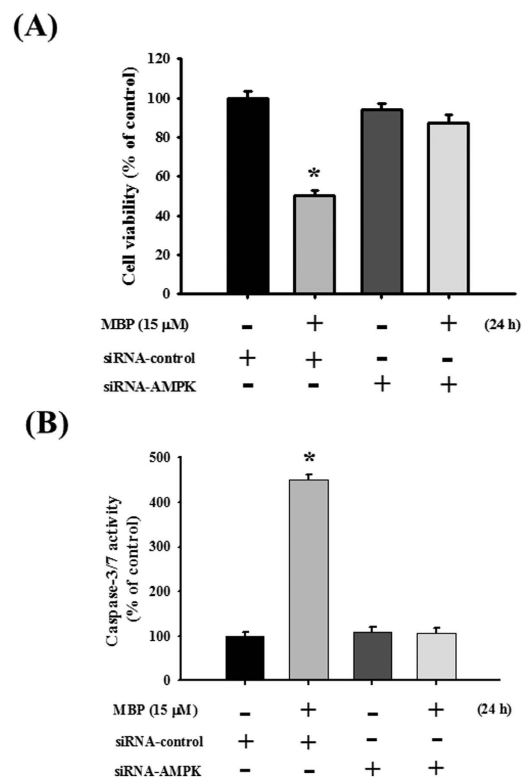 (A)
Cell viability (% of control)
120
100
80
60
40
20
0
*
MBP (15 μM) - + - + (24 h)
siRNA-control + + - -
siRNA-AMPK - - + +
(B)
Caspase-3/7 activity
(% of control)
500
400
300
200
100
0
*
MBP (15 μM) - + - + (24 h)
siRNA-control + + - -
siRNA-AMPK - - + +